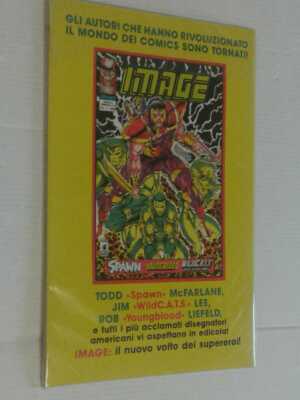 GLI AUTORI CHE HANNO RIVOLUZIONATO
IL MONDO DEI COMICS SONO TORNATI!
IMAGE
SPAWN
WILDC.A.T.S
TODD «Spawn» McFARLANE,
JIM «WildC.A.T.S» LEE,
ROB «Youngblood» LIEFELD,
e tutti i più acclamati disegnatori
americani vi aspettano in edicola!
IMAGE: il nuovo volto dei supereroi!